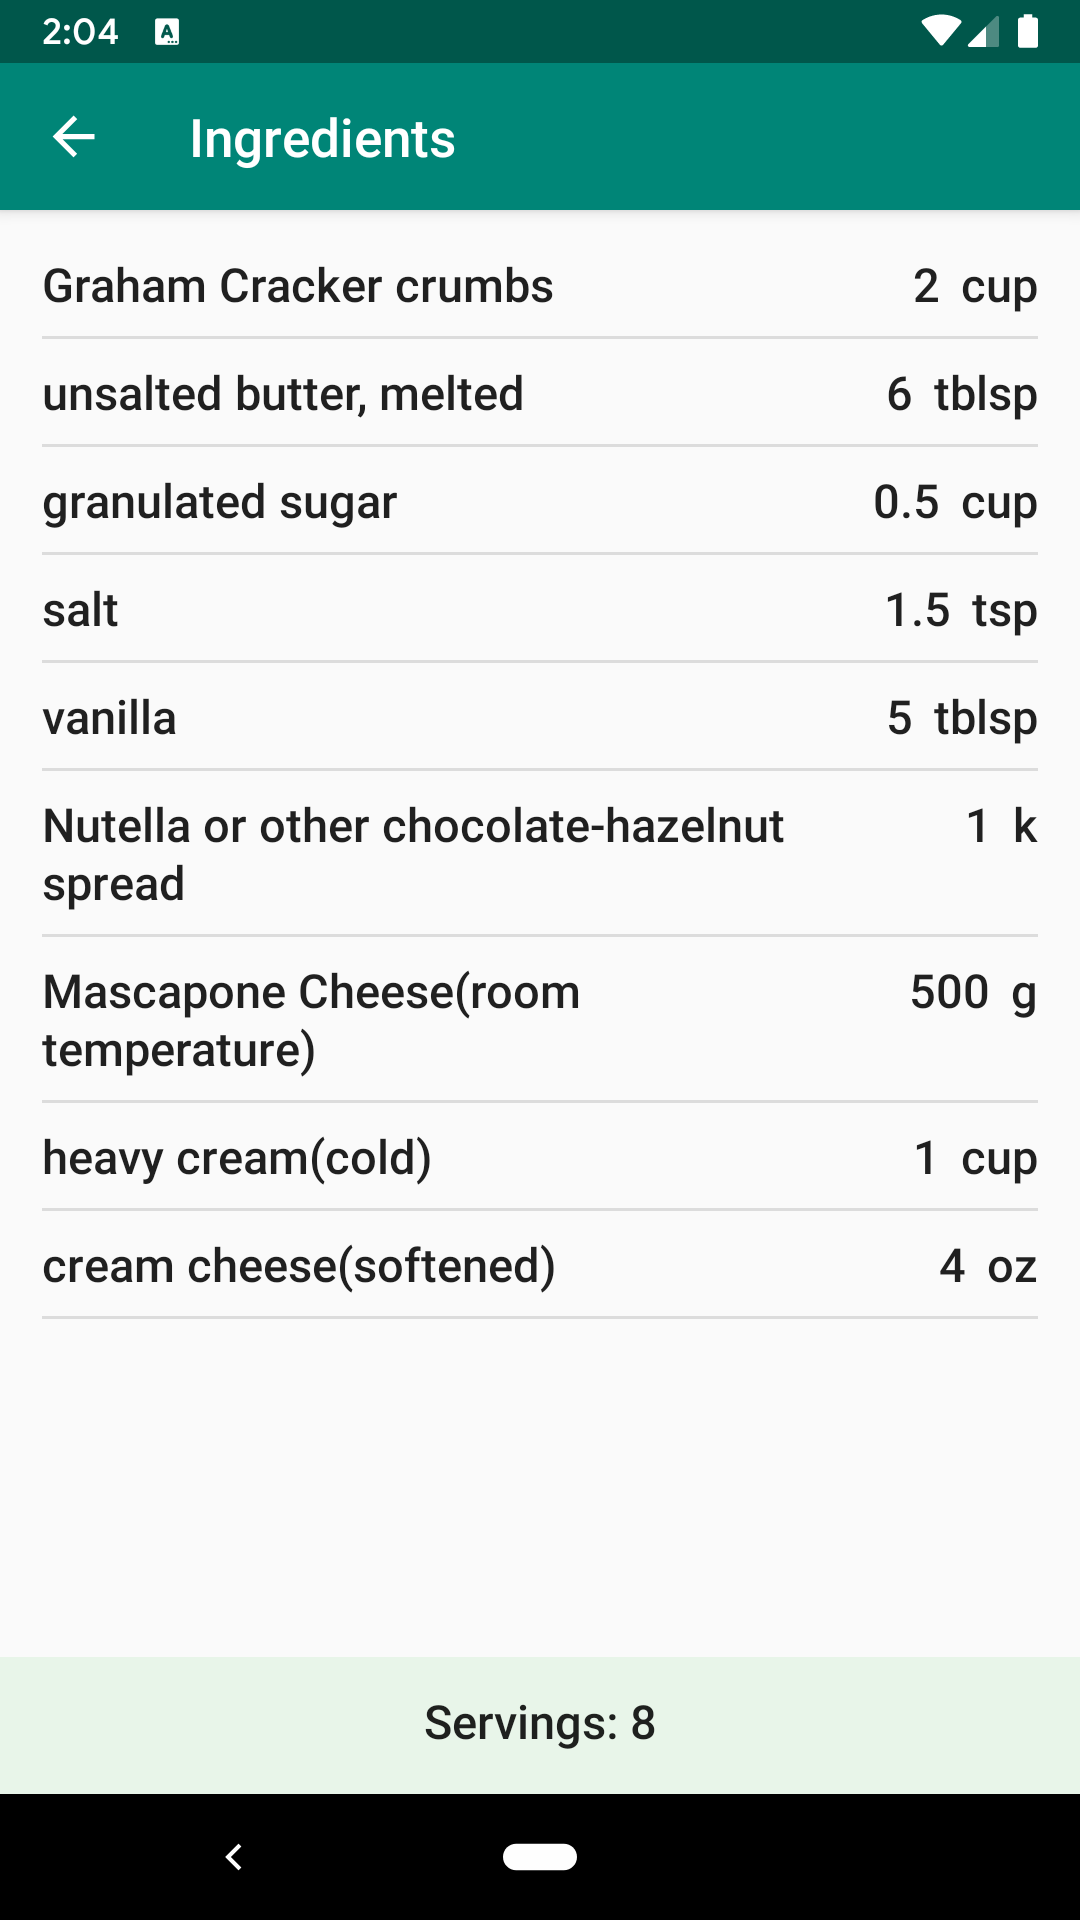 2:04
Ingredients
Graham Cracker crumbs 2 cup
unsalted butter, melted 6 tblsp
granulated sugar 0.5 cup
salt 1.5 tsp
vanilla 5 tblsp
Nutella or other chocolate-hazelnut 1 k
spread
Mascapone Cheese(room 500 g
temperature)
heavy cream(cold) 1 cup
cream cheese(softened) 4 oz
Servings: 8